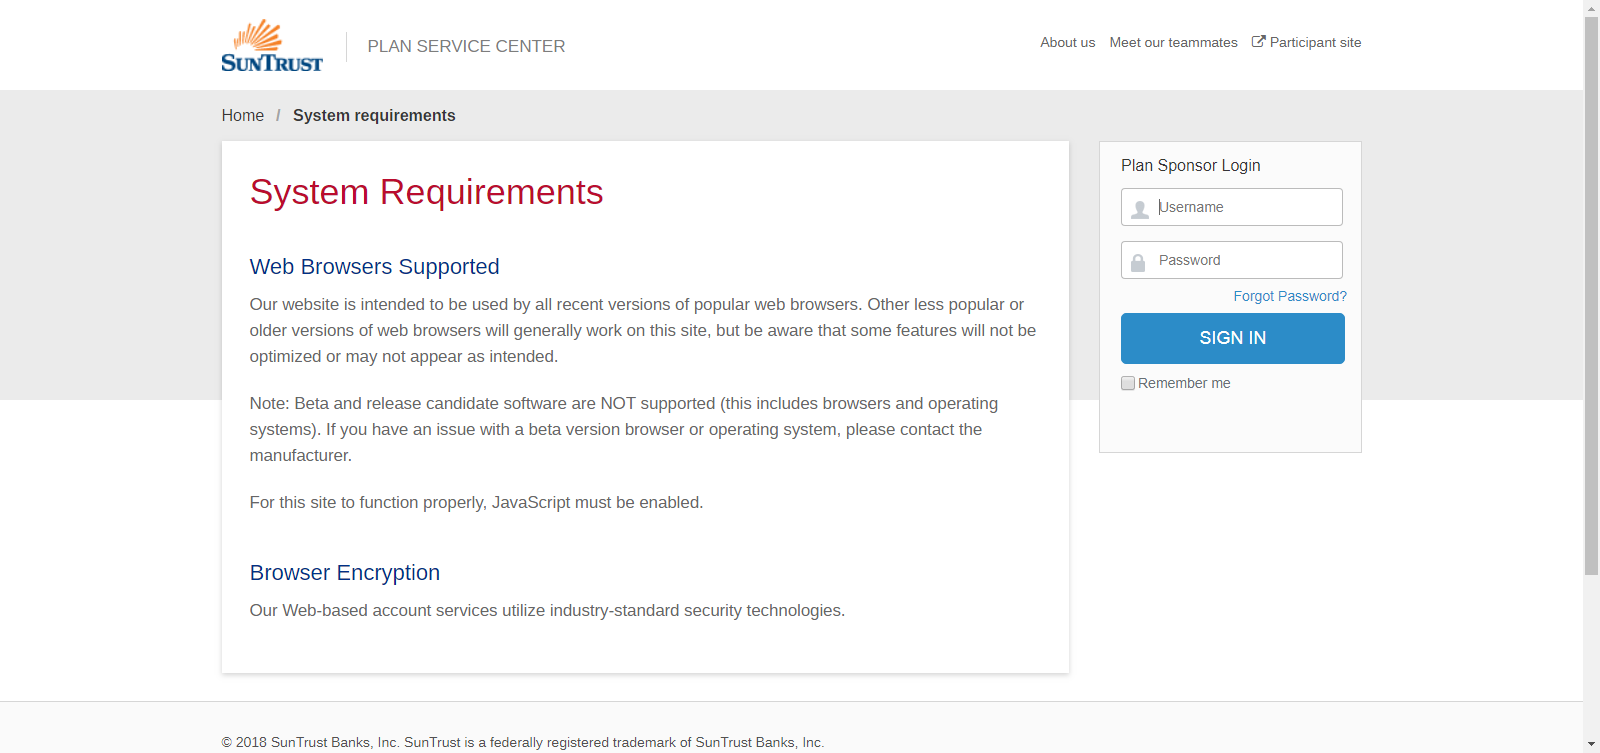 SUNTRUST
PLAN SERVICE CENTER
About us Meet our teammates Participant site
Home / System requirements
System Requirements
Web Browsers Supported
Our website is intended to be used by all recent versions of popular web browsers. Other less popular or
older versions of web browsers will generally work on this site, but be aware that some features will not be
optimized or may not appear as intended.
Note: Beta and release candidate software are NOT supported (this includes browsers and operating
systems). If you have an issue with a beta version browser or operating system, please contact the
manufacturer.
For this site to function properly, JavaScript must be enabled.
Browser Encryption
Our Web-based account services utilize industry-standard security technologies.
Plan Sponsor Login
Username
Password
Forgot Password?
SIGN IN
Remember me
© 2018 SunTrust Banks, Inc. SunTrust is a federally registered trademark of SunTrust Banks, Inc.